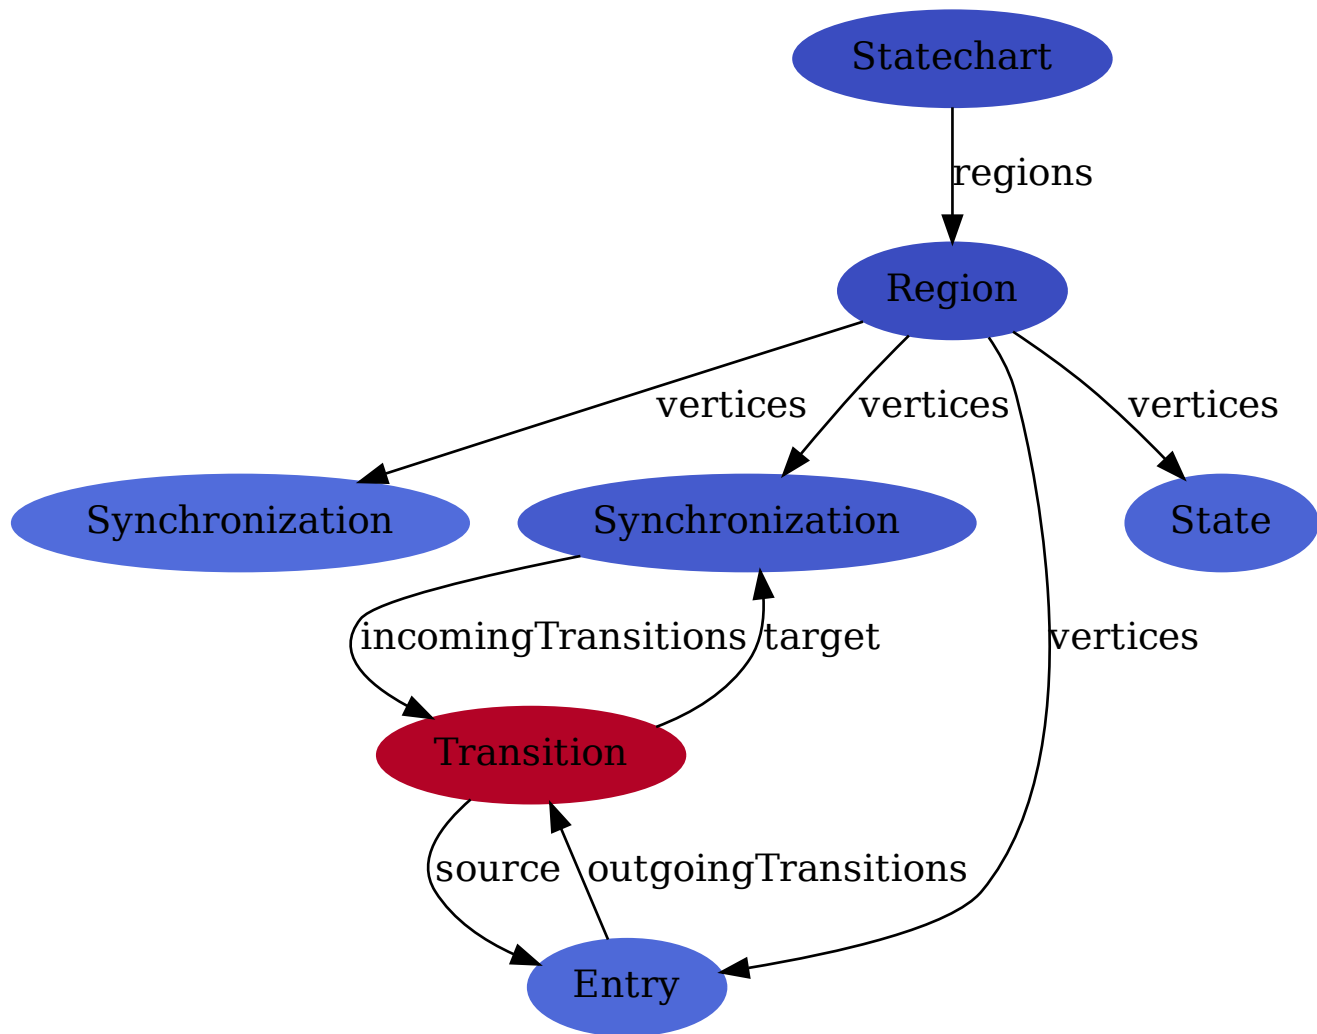 Statechart
regions
Region
vertices
vertices
vertices
Synchronization
Synchronization
State
incomingTransitions
target
vertices
Transition
source
outgoingTransitions
Entry